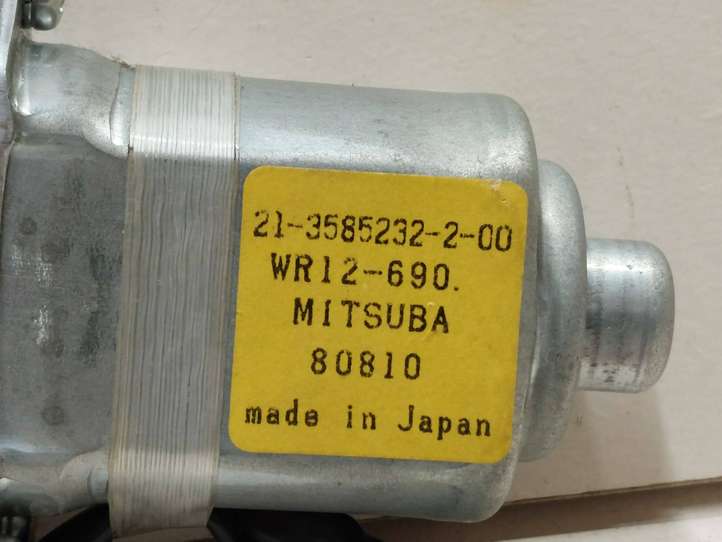 21-3585232-2-00
WR12-690.
MITSUBA
80810
made in Japan